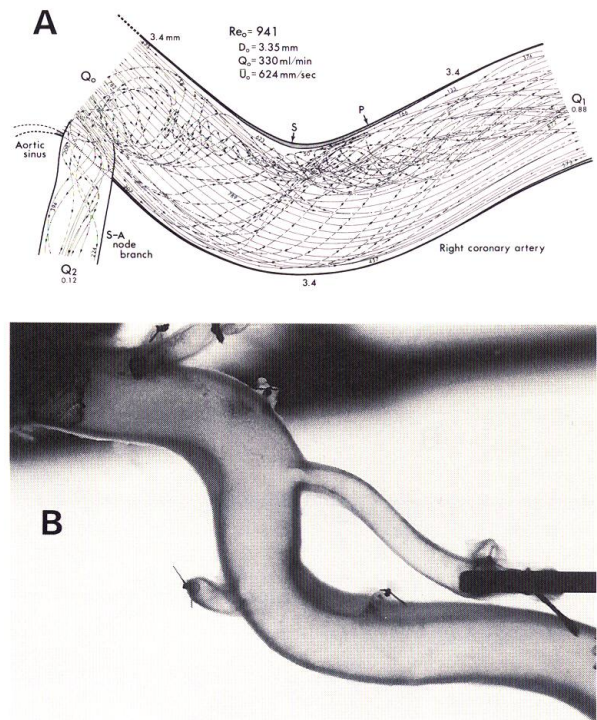 A
3.4 mm
Re₀= 941
D₀ = 3.35 mm
Q₀ = 330 ml/min
U̅₀ = 624 mm/sec
Q₀
S
P
3.4
Q₁
0.88
Aortic
sinus
S-A
node
branch
Q₂
0.12
Right coronary artery
3.4
B